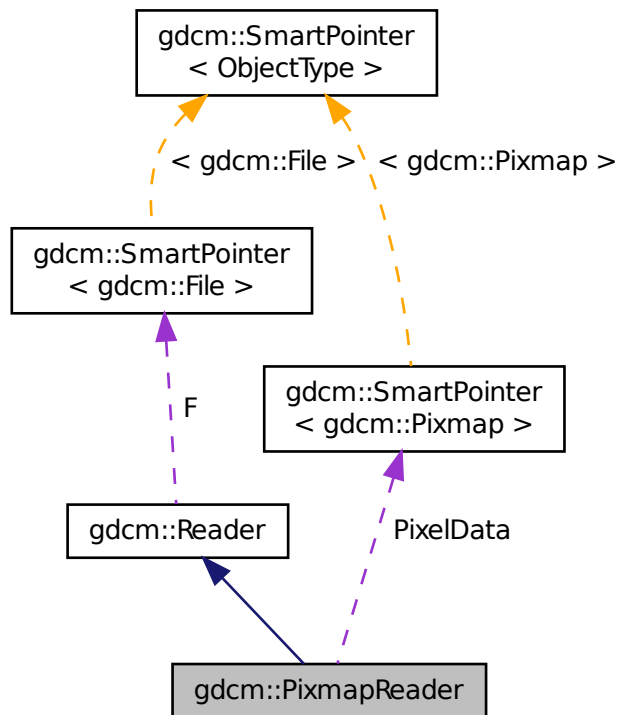 gdcm::SmartPointer
< ObjectType >
< gdcm::File >
< gdcm::Pixmap >
gdcm::SmartPointer
< gdcm::File >
gdcm::SmartPointer
< gdcm::Pixmap >
F
gdcm::Reader
PixelData
gdcm::PixmapReader